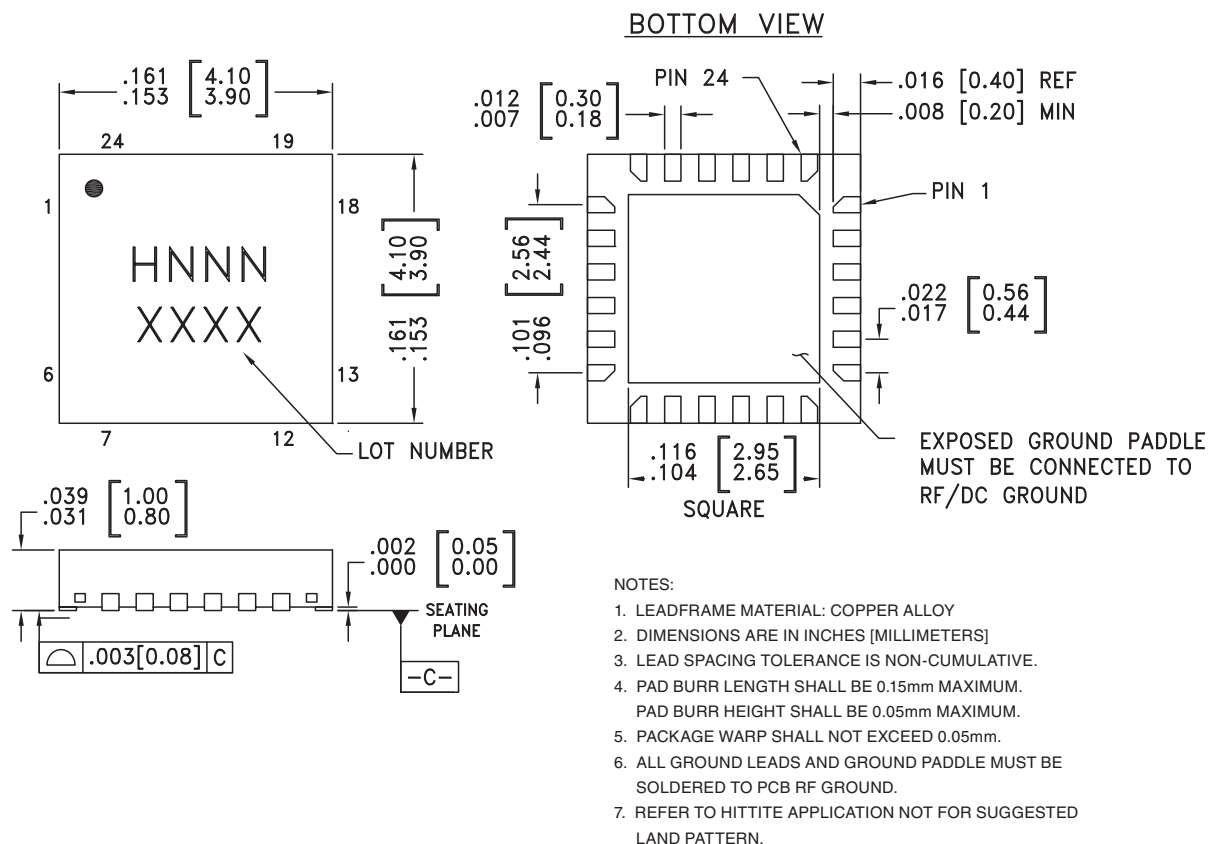 BOTTOM VIEW
.161 [4.10]
.153 [3.90]
24
19
1
18
HNNN
XXXX
6
13
7
12
LOT NUMBER
[4.10]
[3.90]
.161
.153
PIN 24
.016 [0.40] REF
.008 [0.20] MIN
.012 [0.30]
.007 [0.18]
PIN 1
[2.56]
[2.44]
.101
.096
.022 [0.56]
.017 [0.44]
.116 [2.95]
.104 [2.65]
SQUARE
EXPOSED GROUND PADDLE
MUST BE CONNECTED TO
RF/DC GROUND
.039 [1.00]
.031 [0.80]
.002 [0.05]
.000 [0.00]
SEATING
PLANE
.003[0.08] C
-C-
NOTES:
1. LEADFRAME MATERIAL: COPPER ALLOY
2. DIMENSIONS ARE IN INCHES [MILLIMETERS]
3. LEAD SPACING TOLERANCE IS NON-CUMULATIVE.
4. PAD BURR LENGTH SHALL BE 0.15mm MAXIMUM.
PAD BURR HEIGHT SHALL BE 0.05mm MAXIMUM.
5. PACKAGE WARP SHALL NOT EXCEED 0.05mm.
6. ALL GROUND LEADS AND GROUND PADDLE MUST BE
SOLDERED TO PCB RF GROUND.
7. REFER TO HITTITE APPLICATION NOT FOR SUGGESTED
LAND PATTERN.